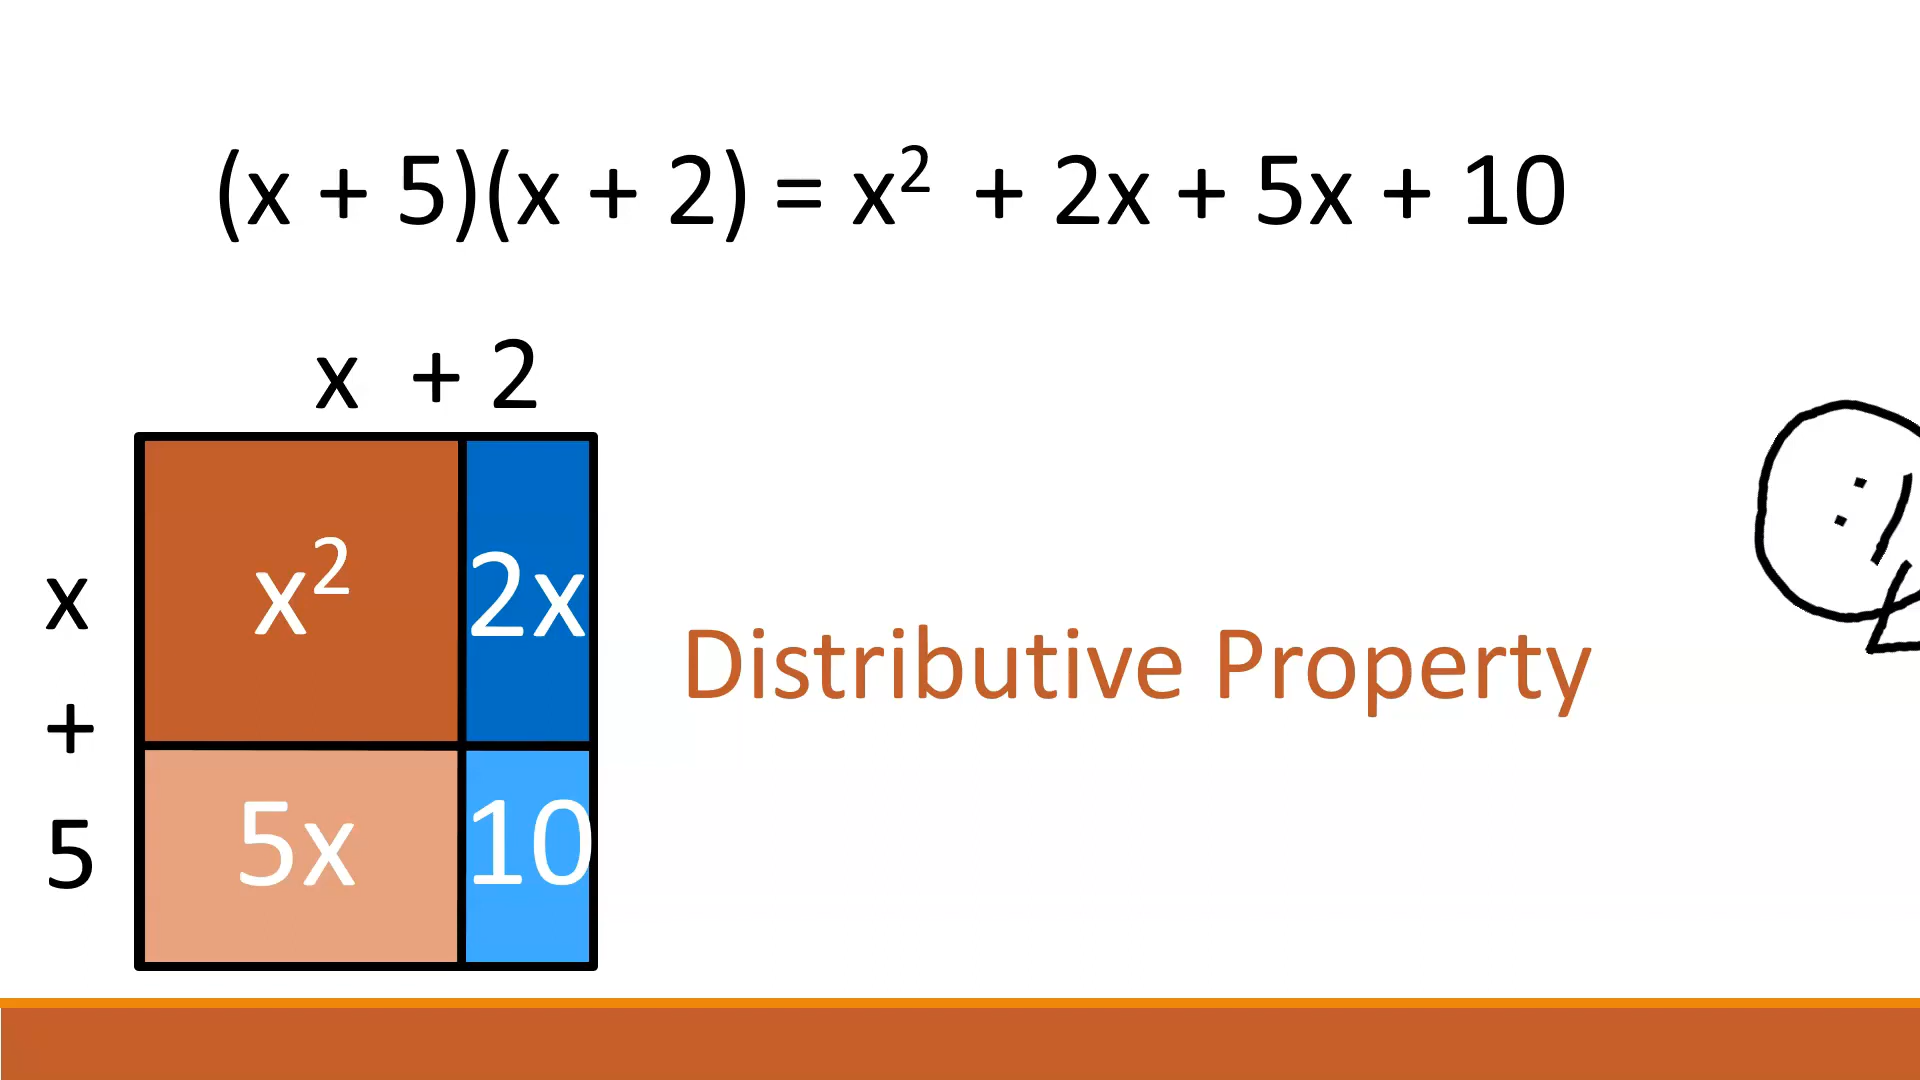 (x + 5)(x + 2) = x² + 2x + 5x + 10
x + 2
x
+
5
x² 2x
5x 10
Distributive Property